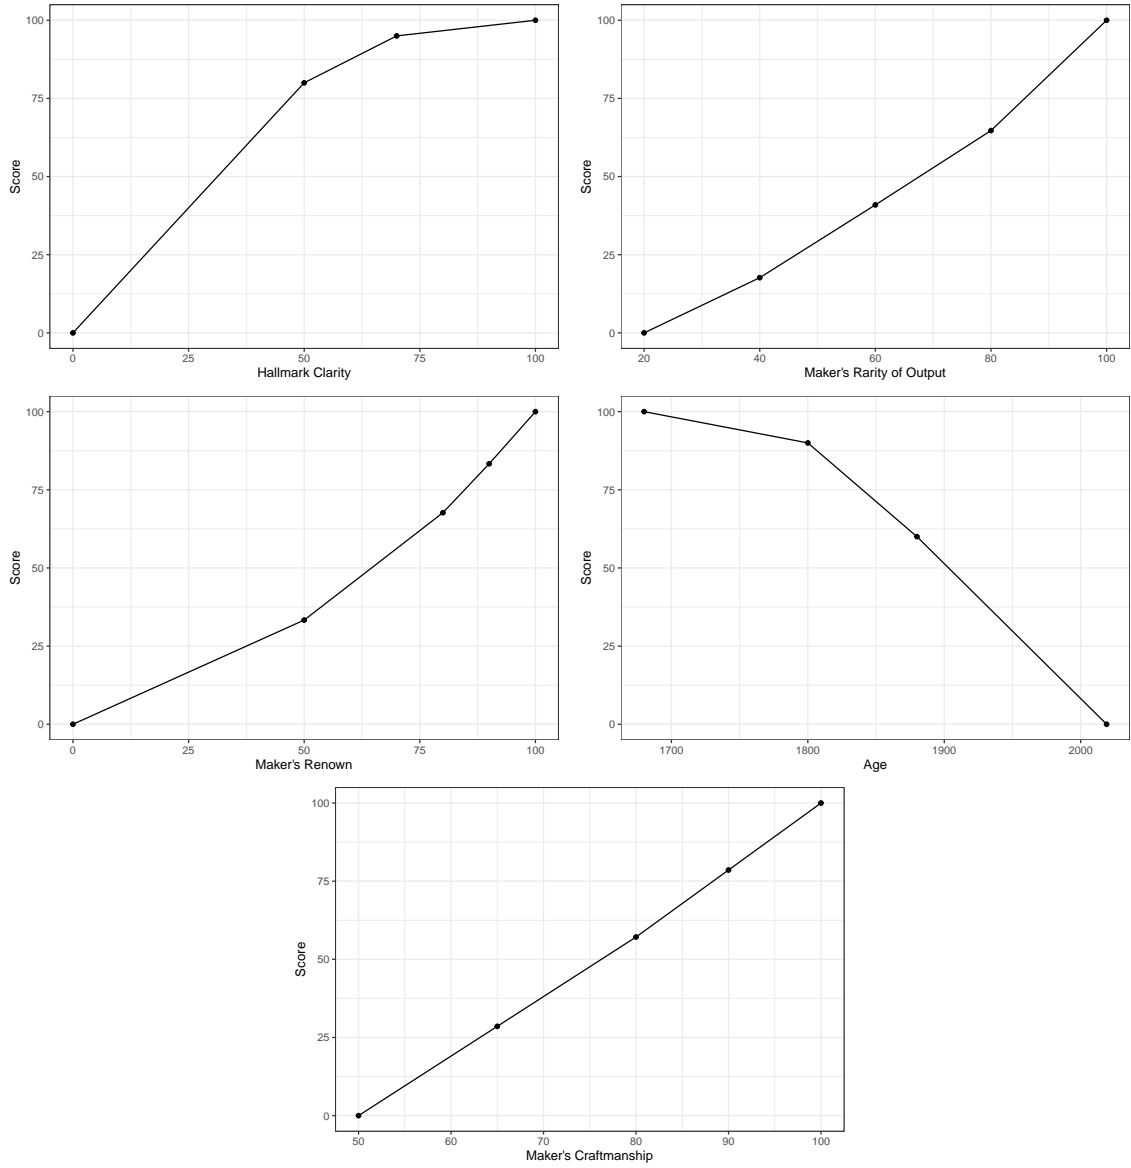 100
75
50
25
0
Score
0 25 50 75 100
Hallmark Clarity
100
75
50
25
0
Score
20 40 60 80 100
Maker's Rarity of Output
100
75
50
25
0
Score
0 25 50 75 100
Maker's Renown
100
75
50
25
0
Score
1700 1800 1900 2000
Age
100
75
50
25
0
Score
50 60 70 80 90 100
Maker's Craftmanship